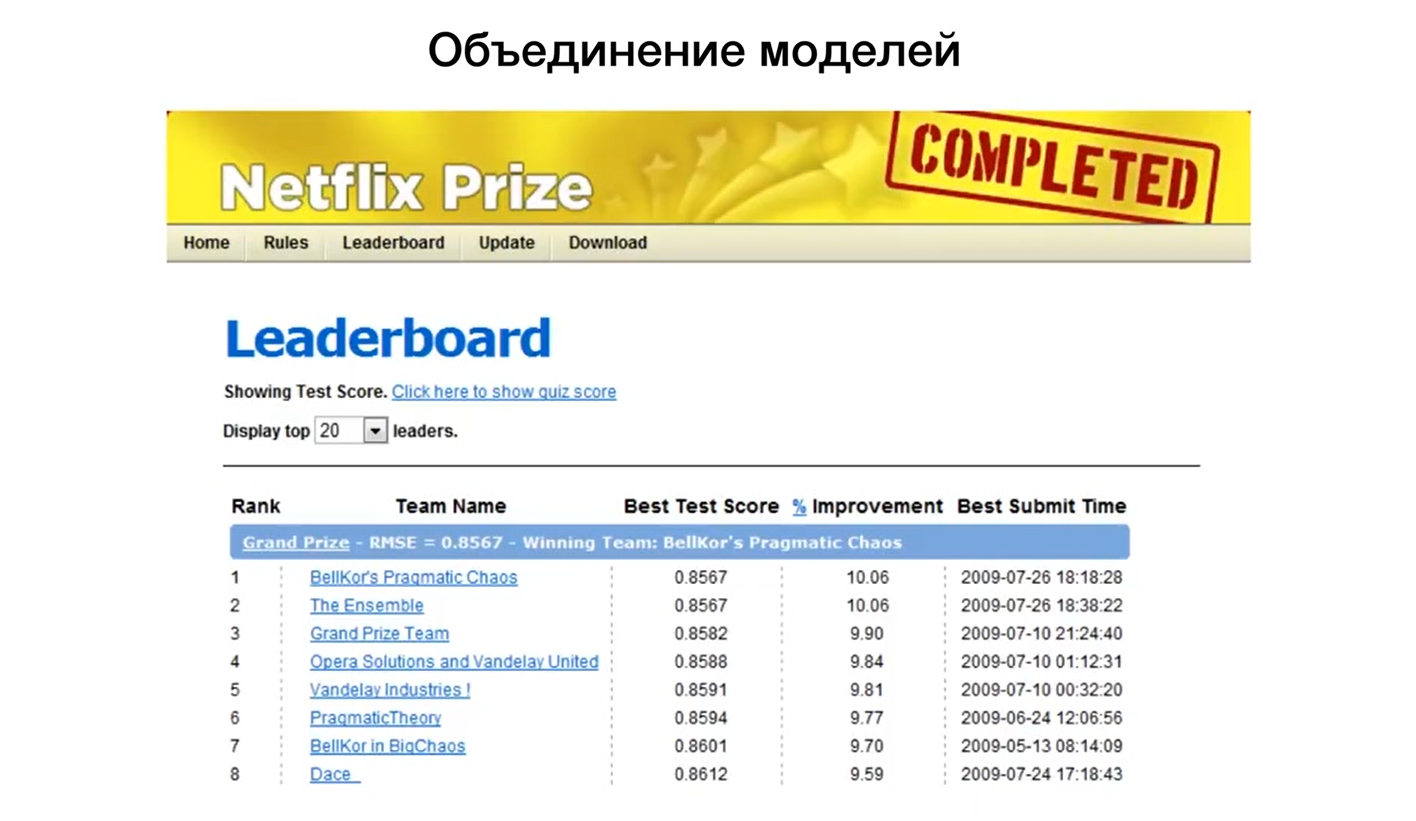 Объединение моделей
COMPLETED
Netflix Prize
Home Rules Leaderboard Update Download
Leaderboard
Showing Test Score. Click here to show quiz score
Display top 20 leaders.
Rank Team Name Best Test Score % Improvement Best Submit Time
Grand Prize - RMSE = 0.8567 - Winning Team: BellKor's Pragmatic Chaos
1 BellKor's Pragmatic Chaos 0.8567 10.06 2009-07-26 18:18:28
2 The Ensemble 0.8567 10.06 2009-07-26 18:38:22
3 Grand Prize Team 0.8582 9.90 2009-07-10 21:24:40
4 Opera Solutions and Vandelay United 0.8588 9.84 2009-07-10 01:12:31
5 Vandelay Industries ! 0.8591 9.81 2009-07-10 00:32:20
6 PragmaticTheory 0.8594 9.77 2009-06-24 12:06:56
7 BellKor in BigChaos 0.8601 9.70 2009-05-13 08:14:09
8 Dace_ 0.8612 9.59 2009-07-24 17:18:43